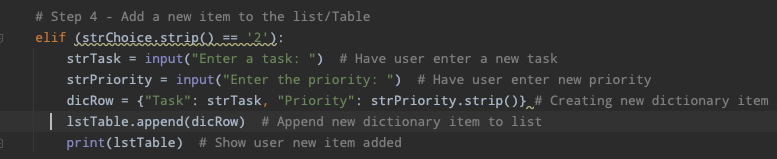 # Step 4 - Add a new item to the list/Table
elif (strChoice.strip() == '2'):
    strTask = input("Enter a task: ")  # Have user enter a new task
    strPriority = input("Enter the priority: ")  # Have user enter new priority
    dicRow = {"Task": strTask, "Priority": strPriority.strip()} # Creating new dictionary item
    lstTable.append(dicRow)  # Append new dictionary item to list
    print(lstTable)  # Show user new item added